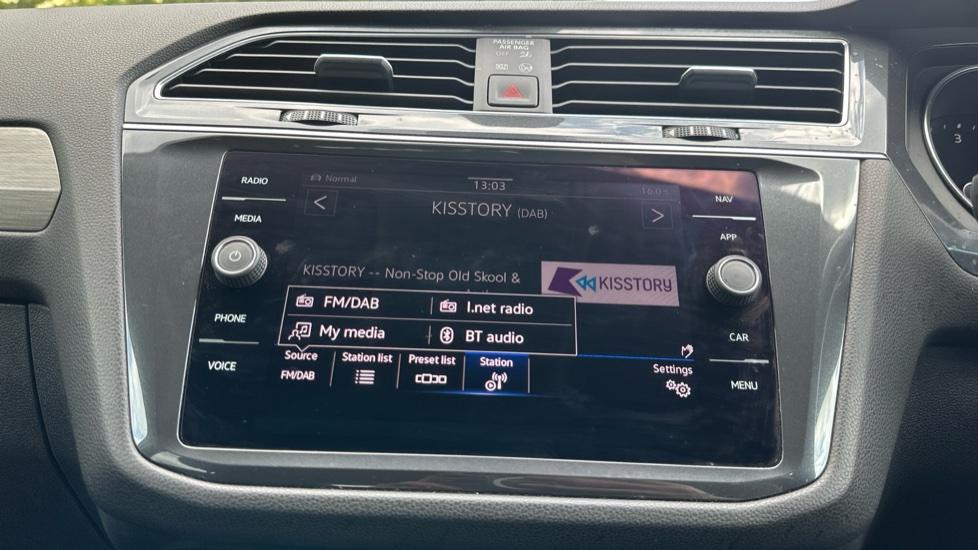 PASSENGER
AIR BAG
OFF
RADIO
MEDIA
PHONE
VOICE
Normal
13:03
KISSTORY (DAB)
KISSTORY -- Non-Stop Old Skool &
KISSTORY
FM/DAB
I.net radio
My media
BT audio
Source
FM/DAB
Station list
Preset list
Station
Settings
NAV
APP
CAR
MENU
3